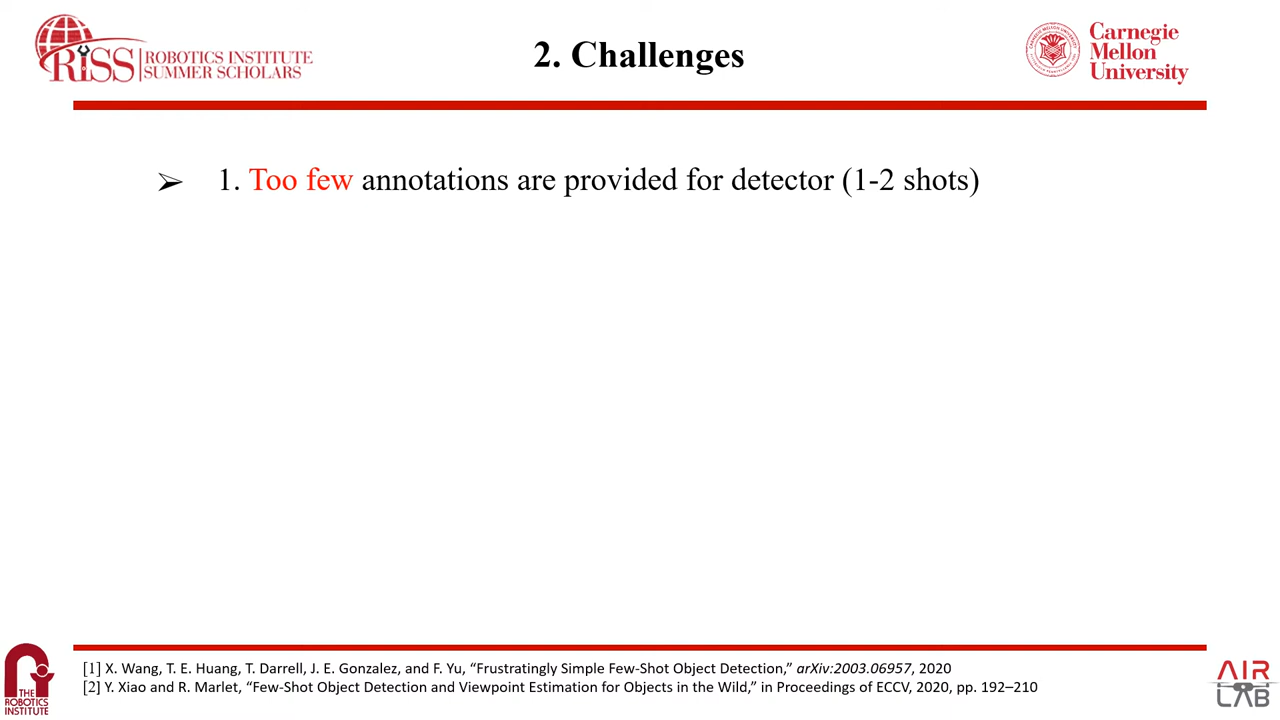 RiSS ROBOTICS INSTITUTE
SUMMER SCHOLARS
2. Challenges
Carnegie
Mellon
University
➢ 1. Too few annotations are provided for detector (1-2 shots)
THE
ROBOTICS
INSTITUTE
[1] X. Wang, T. E. Huang, T. Darrell, J. E. Gonzalez, and F. Yu, “Frustratingly Simple Few-Shot Object Detection,” arXiv:2003.06957, 2020
[2] Y. Xiao and R. Marlet, “Few-Shot Object Detection and Viewpoint Estimation for Objects in the Wild,” in Proceedings of ECCV, 2020, pp. 192–210
AIR
LAB